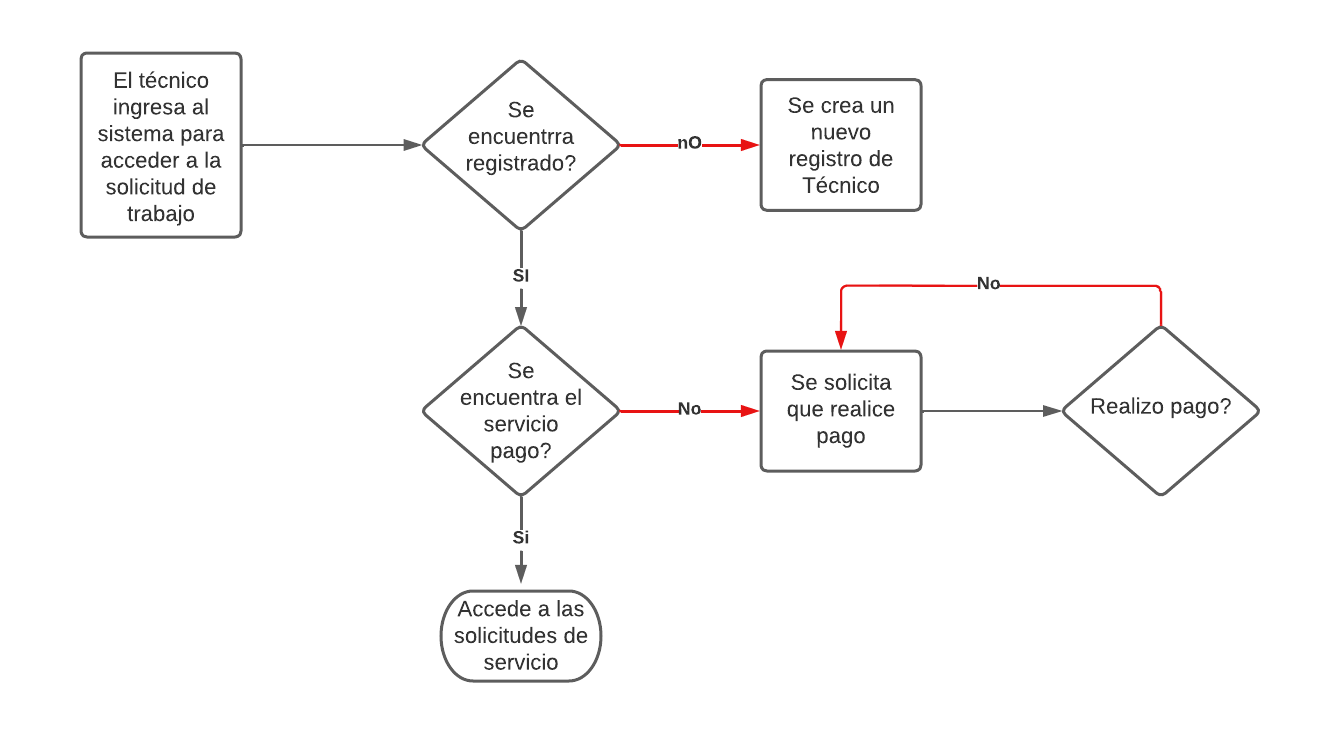 El técnico
ingresa al
sistema para
acceder a la
solicitud de
trabajo
Se
encuentrra
registrado?
nO
Se crea un
nuevo
registro de
Técnico
SI
Se
encuentra el
servicio
pago?
No
Se solicita
que realice
pago
No
Realizo pago?
Si
Accede a las
solicitudes de
servicio